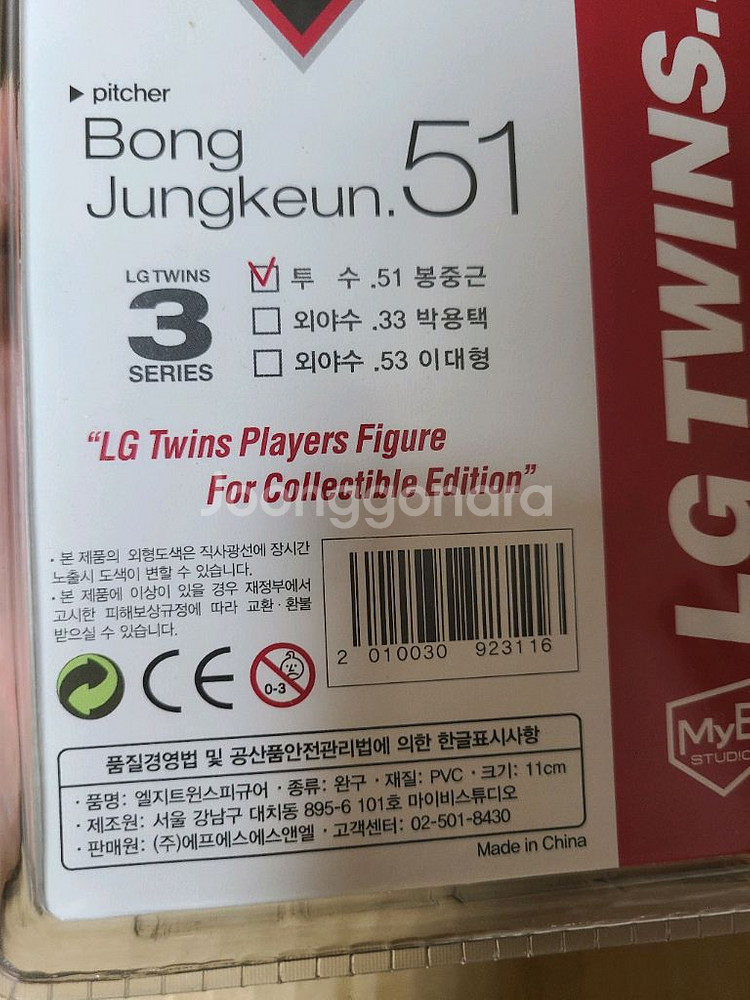 ▶ pitcher
Bong
Jungkeun.51
LG TWINS
3
SERIES
투 수 .51 봉중근
외야수 .33 박용택
외야수 .53 이대형
“LG Twins Players Figure
For Collectible Edition”
Joonggonara
· 본 제품의 외형도색은 직사광선에 장시간
노출시 도색이 변할 수 있습니다.
· 본 제품에 이상이 있을 경우 재정부에서
고시한 피해보상규정에 따라 교환·환불
받으실 수 있습니다.
2 010030 923116
CE
0-3
품질경영법 및 공산품안전관리법에 의한 한글표시사항
· 품명: 엘지트윈스피규어 · 종류: 완구 · 재질: PVC · 크기: 11cm
· 제조원: 서울 강남구 대치동 895-6 101호 마이비스튜디오
· 판매원: (주)에프에스에스앤엘 · 고객센터: 02-501-8430
Made in China
LG TWINS.
MyB
STUDIO